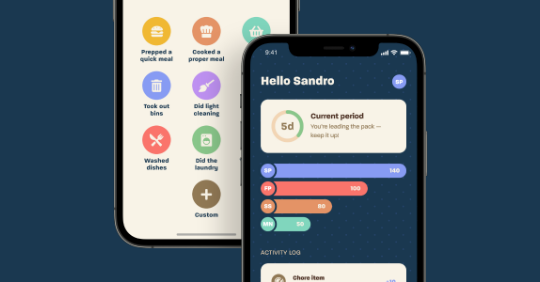 Prepped a
quick meal
Cooked a
proper meal
Took out
bins
Did light
cleaning
Washed
dishes
Did the
laundry
Custom
9:41
Hello Sandro
SP
5d
Current period
You're leading the pack —
keep it up!
SP 140
FP 100
80
MN 50
ACTIVITY LOG
Chore item